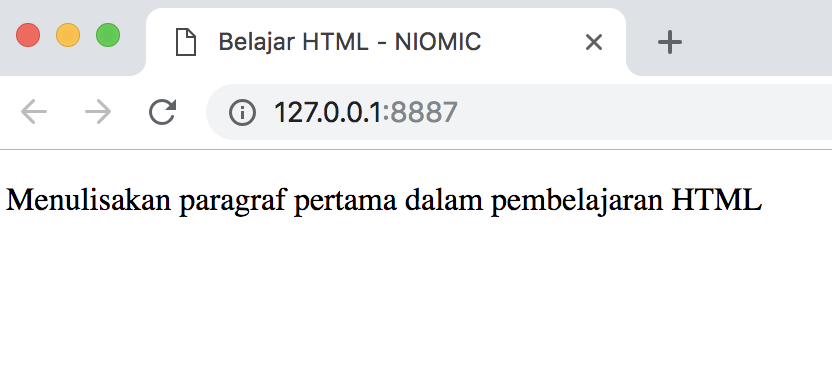 Belajar HTML - NIOMIC
127.0.0.1:8887
Menulisakan paragraf pertama dalam pembelajaran HTML